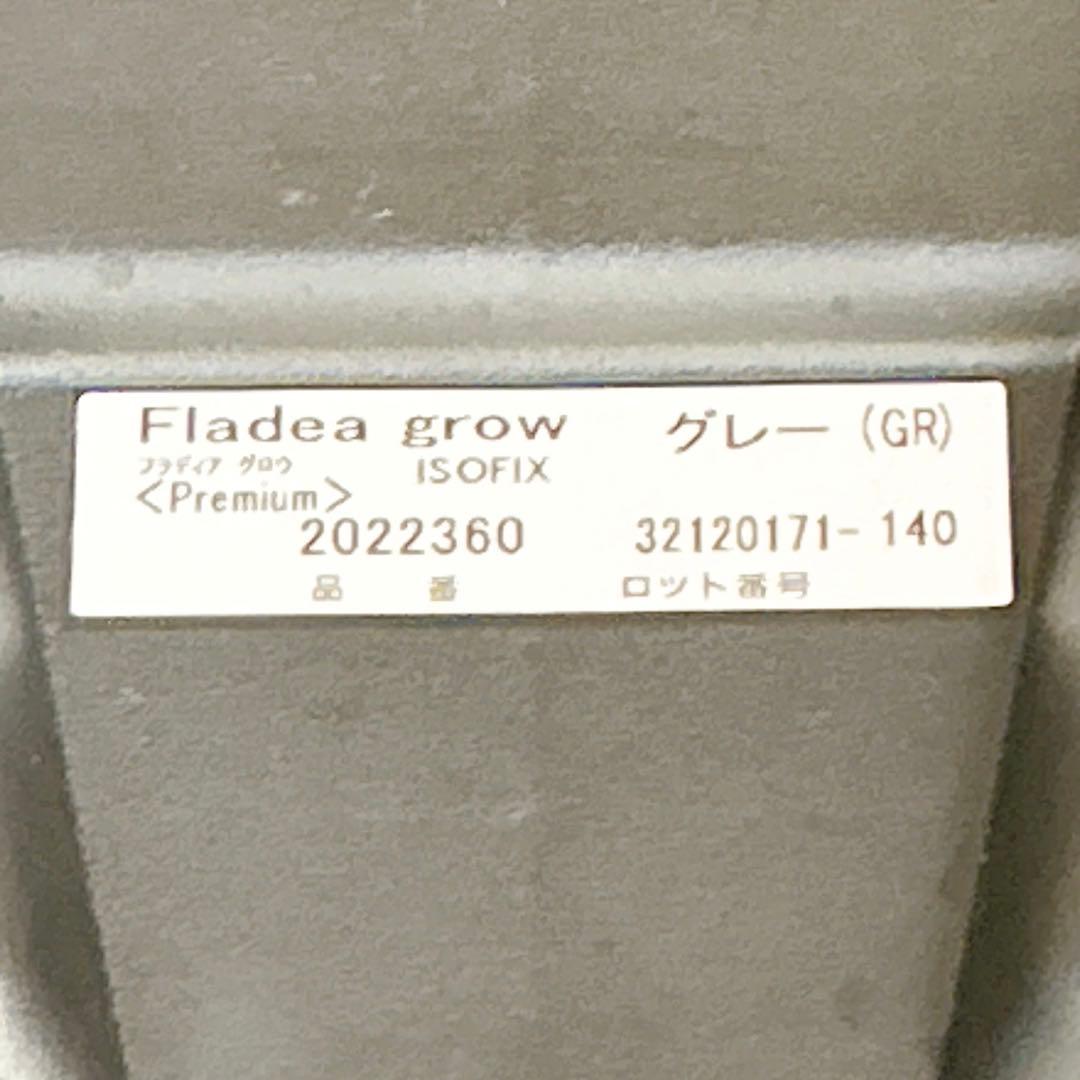 Fladea grow グレー (GR)
フラディア グロウ ISOFIX
<Premium>
2022360 32120171-140
品 番 ロット番号